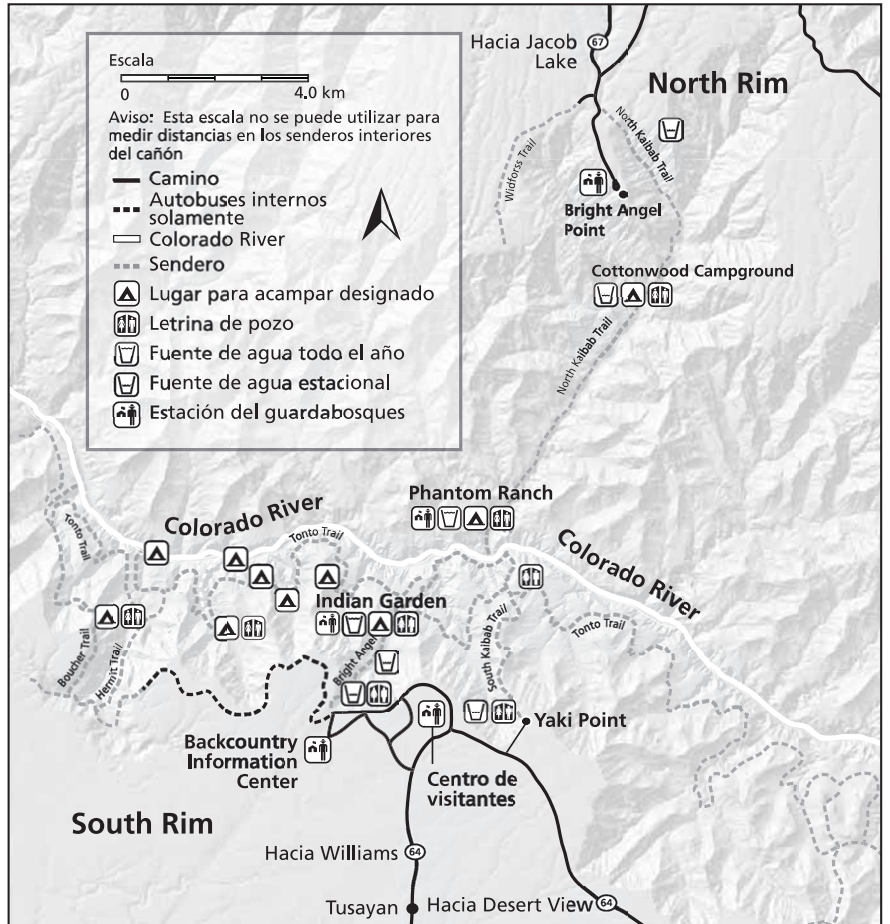 Hacia Jacob
Lake
67
North Rim
Escala
0 4.0 km
Aviso: Esta escala no se puede utilizar para
medir distancias en los senderos interiores
del cañón
Camino
Autobuses internos
solamente
Colorado River
Sendero
Lugar para acampar designado
Letrina de pozo
Fuente de agua todo el año
Fuente de agua estacional
Estación del guardabosques
North Kaibab Trail
Widforss Trail
Bright Angel
Point
Cottonwood Campground
North Kaibab Trail
Phantom Ranch
Colorado River
Tonto Trail
Tonto Trail
Colorado River
Indian Garden
Boucher Trail
Hermit Trail
Bright Angel
South Kaibab Trail
Tonto Trail
Yaki Point
Backcountry
Information
Center
Centro de
visitantes
South Rim
Hacia Williams
64
Tusayan
Hacia Desert View
64